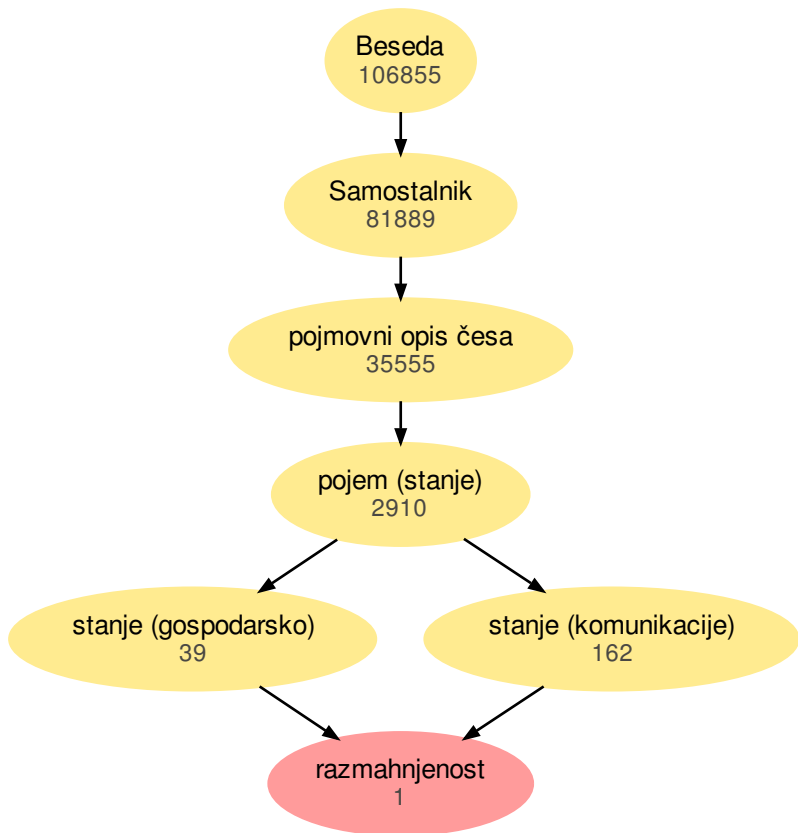 Beseda
106855
Samostalnik
81889
pojmovni opis česa
35555
pojem (stanje)
2910
stanje (gospodarsko)
39
stanje (komunikacije)
162
razmahnjenost
1